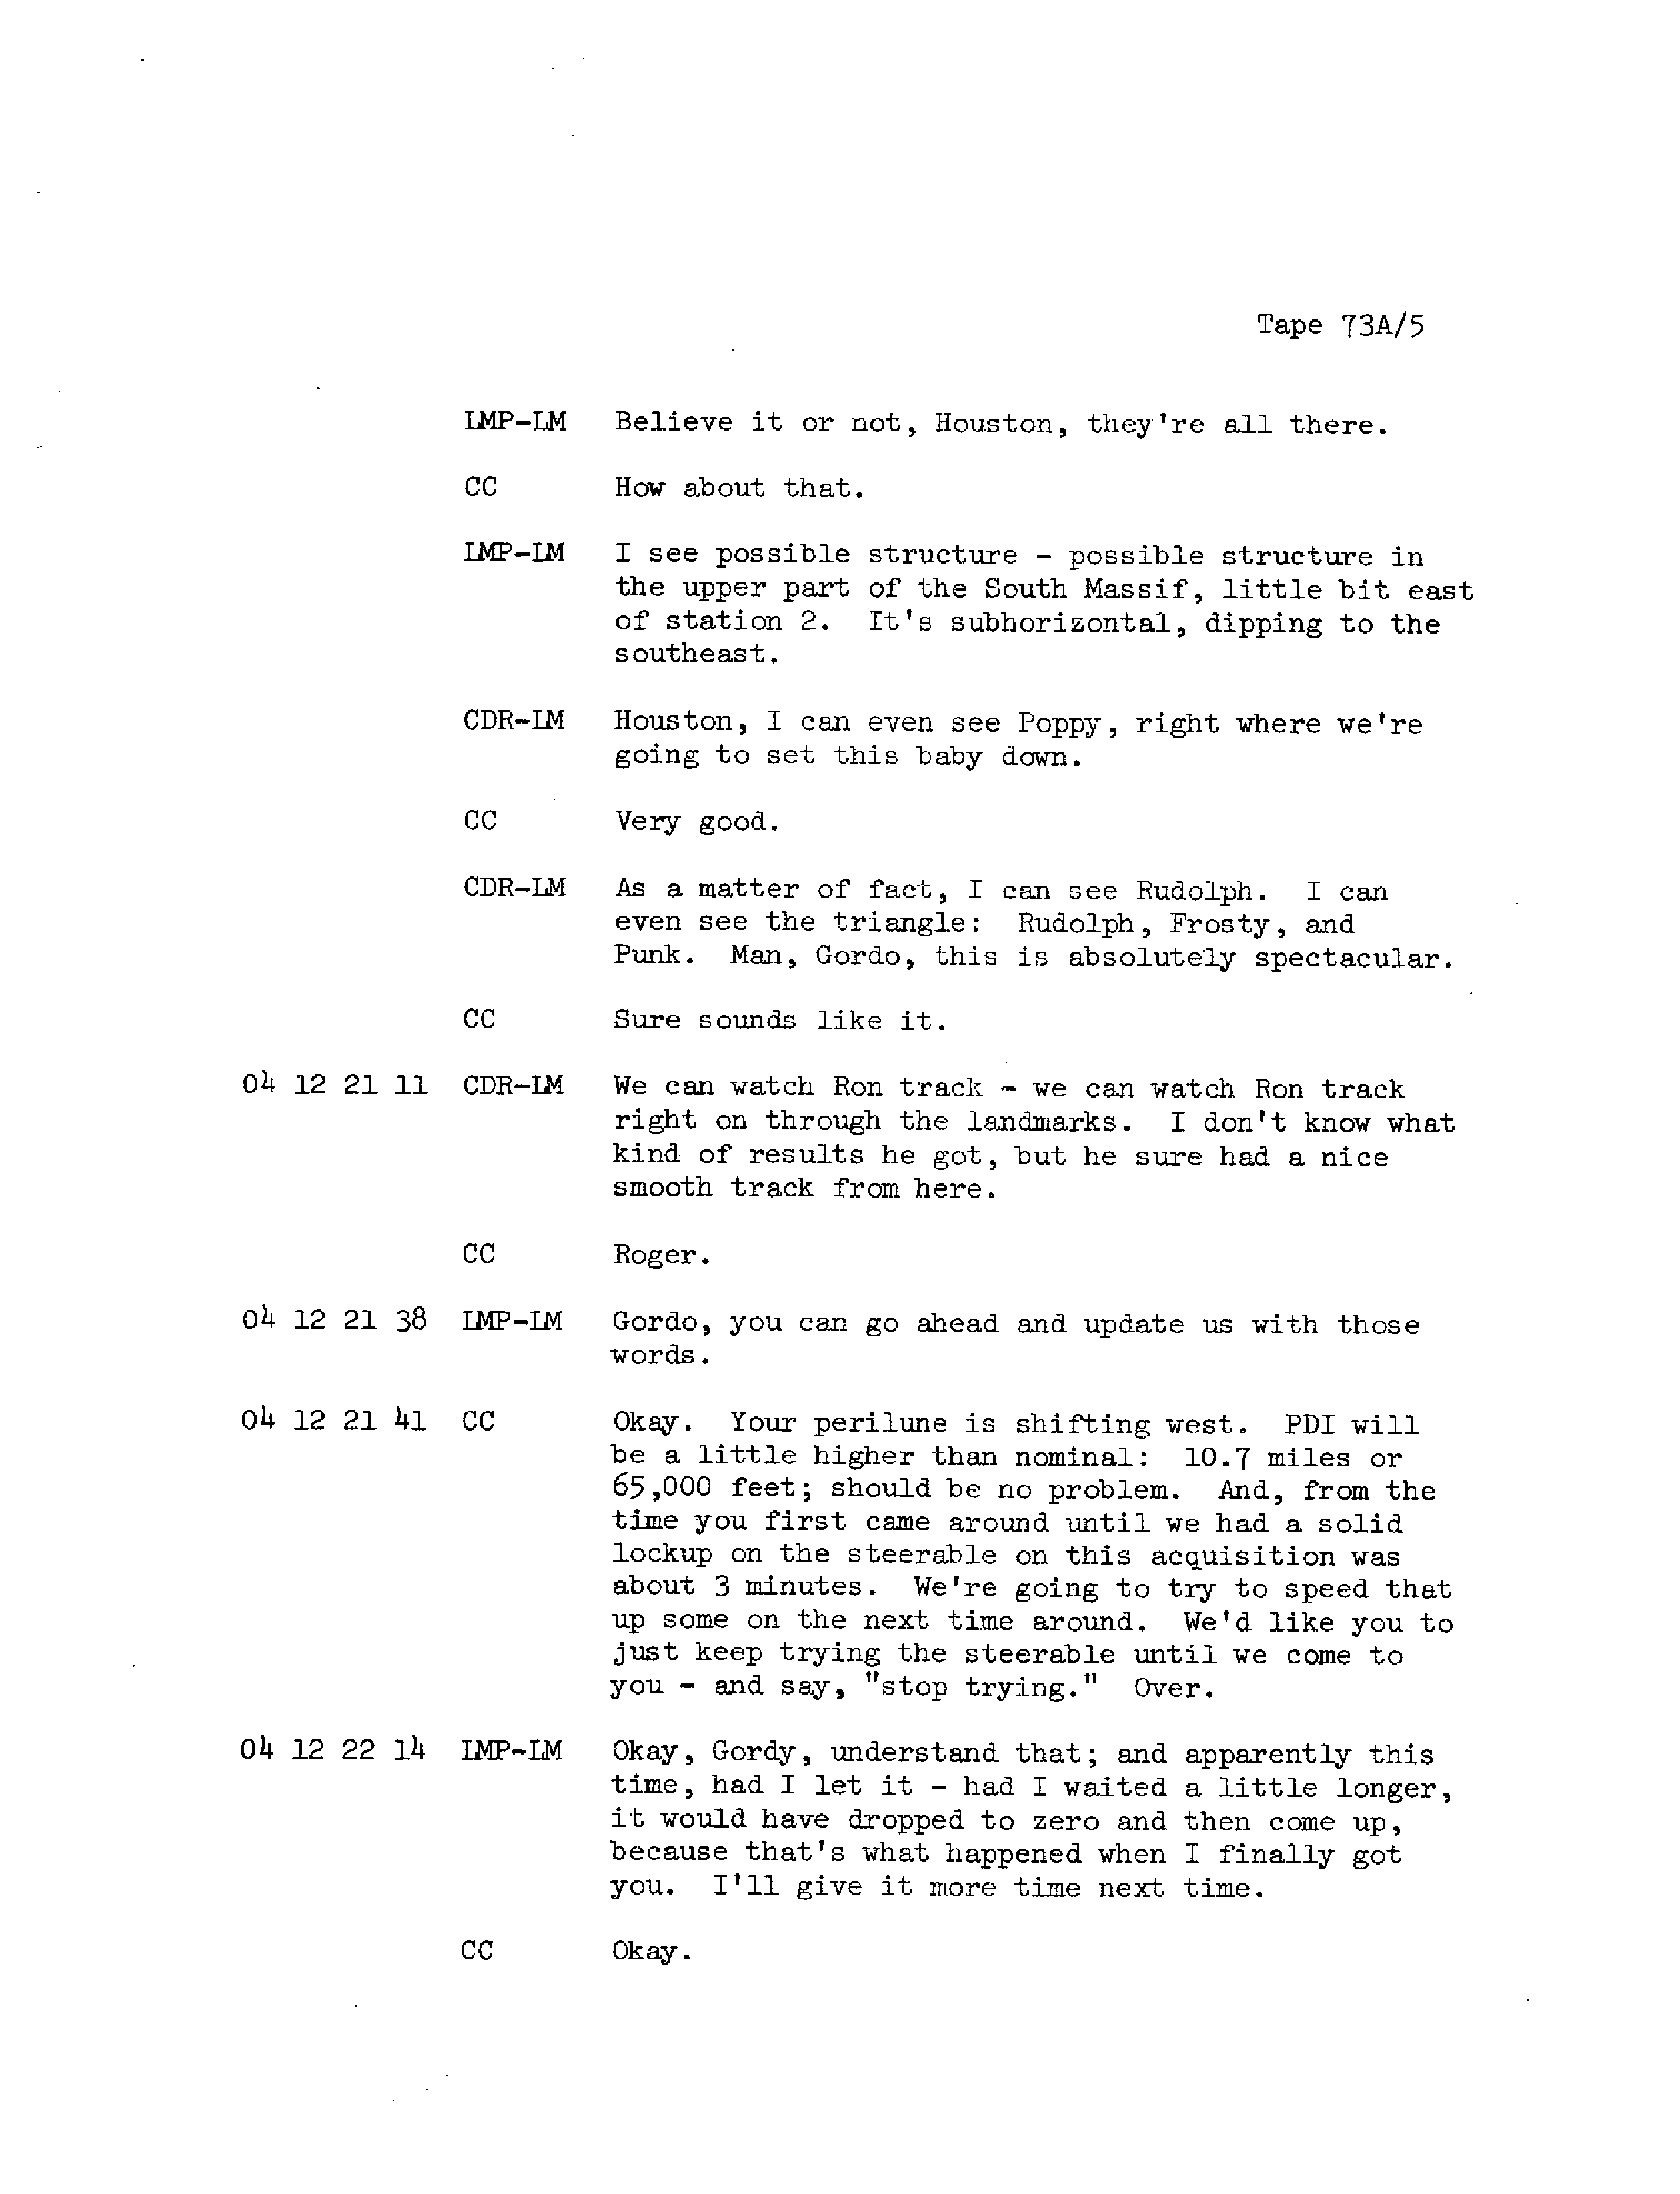 Tape 73A/5
LMP-LM Believe it or not, Houston, they're all there.
CC How about that.
LMP-LM I see possible structure - possible structure in
the upper part of the South Massif, little bit east
of station 2. It's subhorizontal, dipping to the
southeast.
CDR-LM Houston, I can even see Poppy, right where we're
going to set this baby down.
CC Very good.
CDR-LM As a matter of fact, I can see Rudolph. I can
even see the triangle: Rudolph, Frosty, and
Punk. Man, Gordo, this is absolutely spectacular.
CC Sure sounds like it.
04 12 21 11 CDR-LM We can watch Ron track - we can watch Ron track
right on through the landmarks. I don't know what
kind of results he got, but he sure had a nice
smooth track from here.
CC Roger.
04 12 21 38 LMP-LM Gordo, you can go ahead and update us with those
words.
04 12 21 41 CC Okay. Your perilune is shifting west. PDI will
be a little higher than nominal: 10.7 miles or
65,000 feet; should be no problem. And, from the
time you first came around until we had a solid
lockup on the steerable on this acquisition was
about 3 minutes. We're going to try to speed that
up some on the next time around. We'd like you to
just keep trying the steerable until we come to
you - and say, "stop trying." Over.
04 12 22 14 LMP-LM Okay, Gordy, understand that; and apparently this
time, had I let it - had I waited a little longer,
it would have dropped to zero and then come up,
because that's what happened when I finally got
you. I'll give it more time next time.
CC Okay.